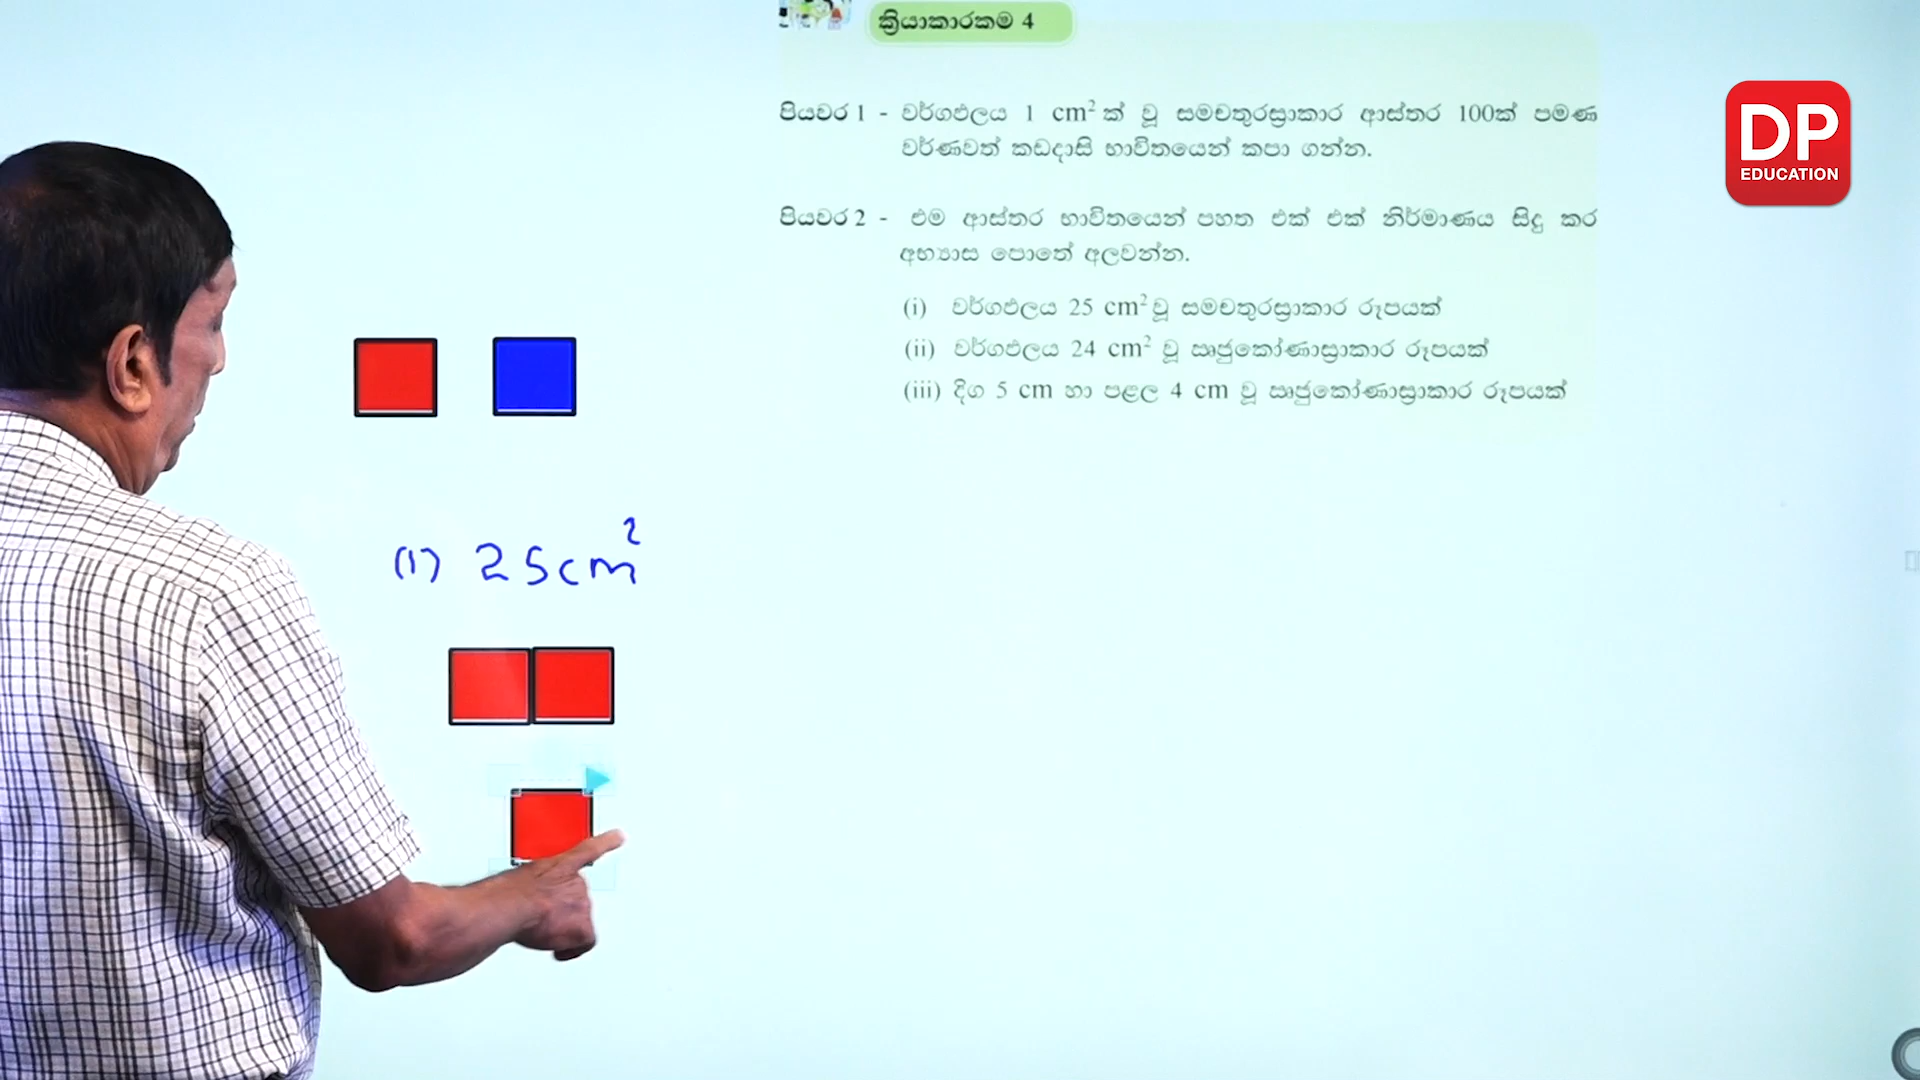 ක්‍රියාකාරකම 4
DP
EDUCATION
පියවර 1 - වර්ගඵලය 1 cm² ක් වූ සමචතුරස්‍රාකාර ආස්තර 100ක් පමණ
වර්ණවත් කඩදාසි භාවිතයෙන් කපා ගන්න.
පියවර 2 - එම ආස්තර භාවිතයෙන් පහත එක් එක් නිර්මාණය සිදු කර
අභ්‍යාස පොතේ අලවන්න.
(i) වර්ගඵලය 25 cm² වූ සමචතුරස්‍රාකාර රූපයක්
(ii) වර්ගඵලය 24 cm² වූ ඍජුකෝණාස්‍රාකාර රූපයක්
(iii) දිග 5 cm හා පළල 4 cm වූ ඍජුකෝණාස්‍රාකාර රූපයක්
(1) 25cm²